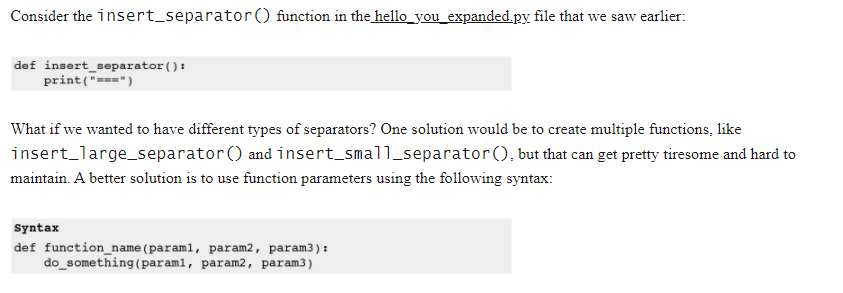 Consider the insert_separator() function in the hello_you_expanded.py file that we saw earlier:
def insert_separator():
    print("===")
What if we wanted to have different types of separators? One solution would be to create multiple functions, like
insert_large_separator() and insert_small_separator(), but that can get pretty tiresome and hard to
maintain. A better solution is to use function parameters using the following syntax:
Syntax
def function_name(param1, param2, param3):
    do_something(param1, param2, param3)